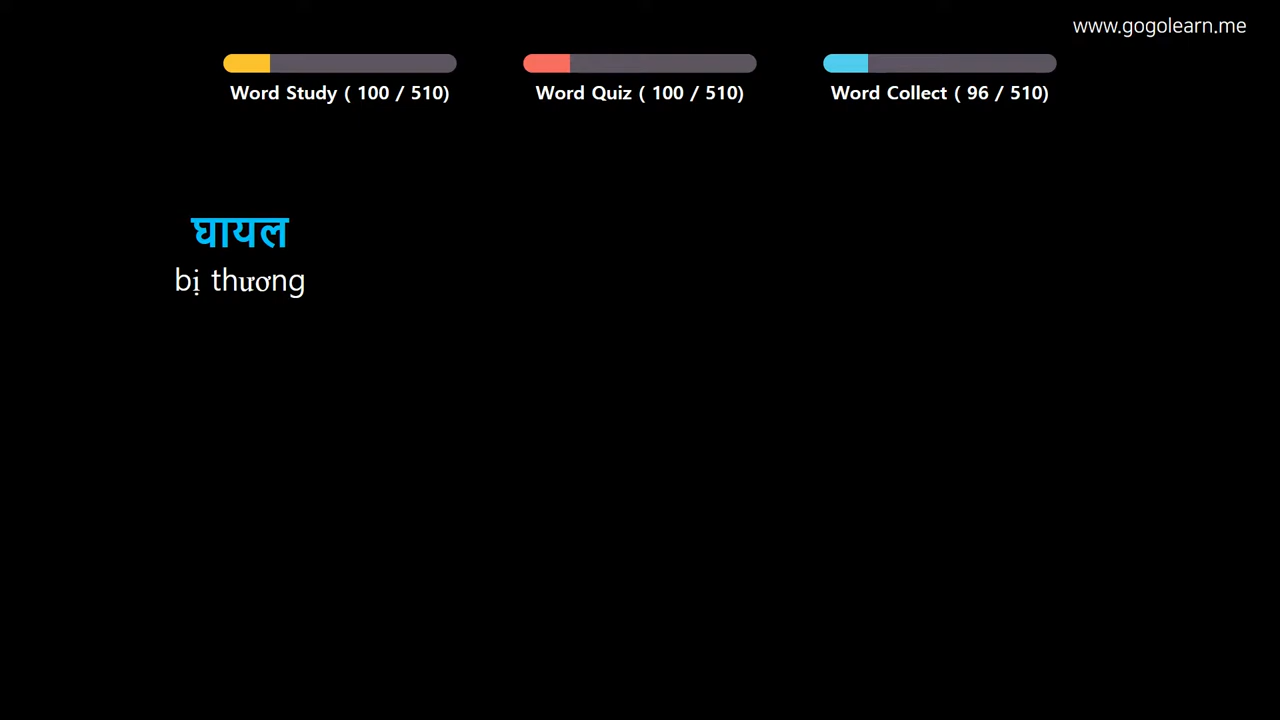 www.gogolearn.me
Word Study ( 100 / 510)
Word Quiz ( 100 / 510)
Word Collect ( 96 / 510)
घायल
bị thương